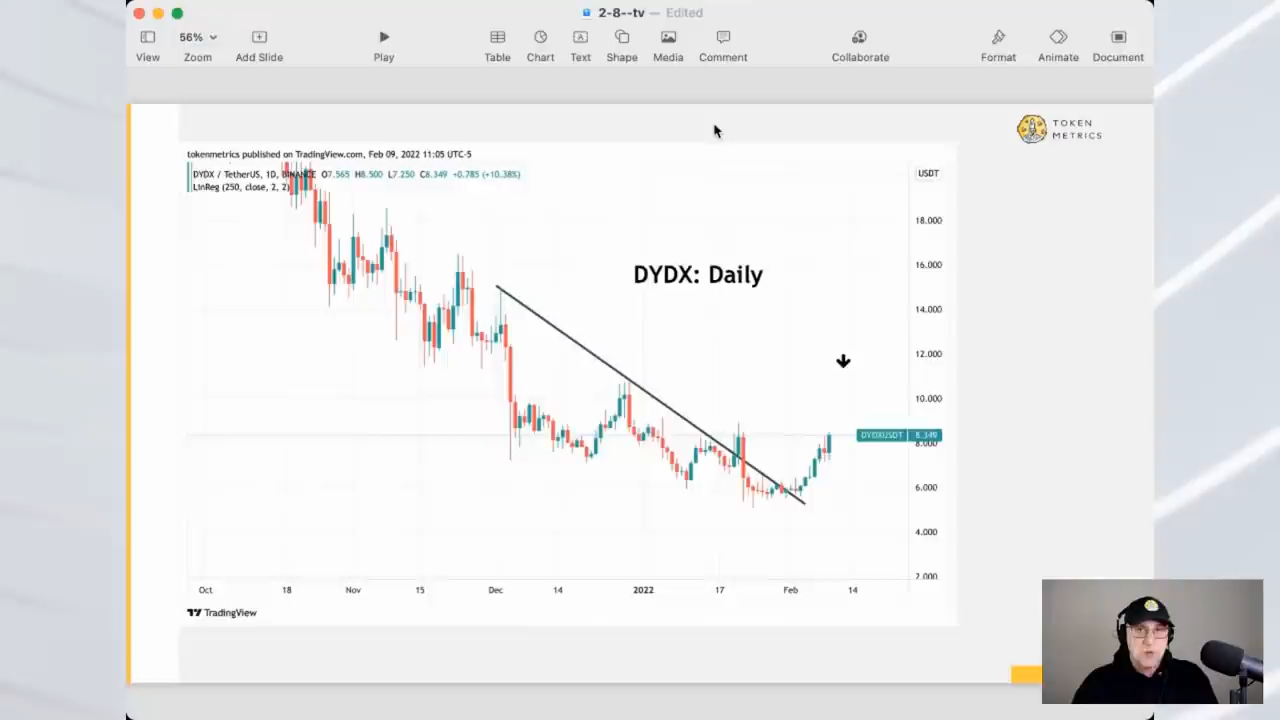 2-8--tv — Edited
56%
View Zoom Add Slide Play Table Chart Text Shape Media Comment Collaborate Format Animate Document
TOKEN
METRICS
tokenmetrics published on TradingView.com, Feb 09, 2022 11:05 UTC-5
DYDX / TetherUS, 1D, BINANCE O7.565 H8.500 L7.250 C8.349 +0.785 (+10.38%)
LinReg (250, close, 2, 2)
USDT
18.000
16.000
DYDX: Daily
14.000
12.000
10.000
DYDXUSDT 8.349
8.000
6.000
4.000
2.000
Oct 18 Nov 15 Dec 14 2022 17 Feb 14
TradingView